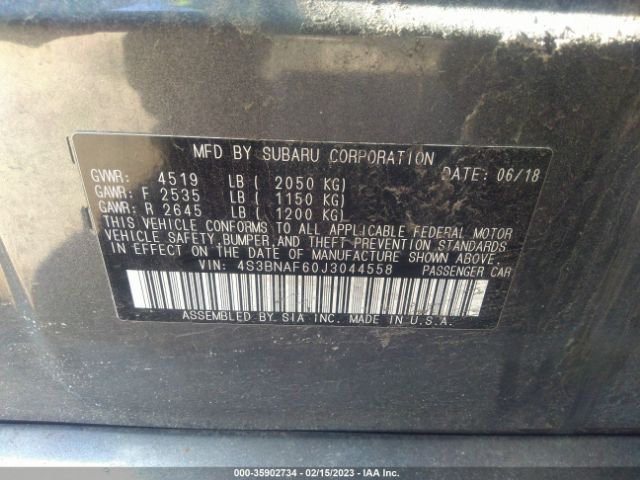 MFD BY SUBARU CORPORATION DATE: 06/18
GVWR: 4519 LB ( 2050 KG)
GAWR: F 2535 LB ( 1150 KG)
GAWR: R 2645 LB ( 1200 KG)
THIS VEHICLE CONFORMS TO ALL APPLICABLE FEDERAL MOTOR
VEHICLE SAFETY, BUMPER, AND THEFT PREVENTION STANDARDS
IN EFFECT ON THE DATE OF MANUFACTURE SHOWN ABOVE.
VIN: 4S3BNAF60J3044558 PASSENGER CAR
ASSEMBLED BY SIA INC. MADE IN U.S.A.
000-35902734 - 02/15/2023 - IAA Inc.